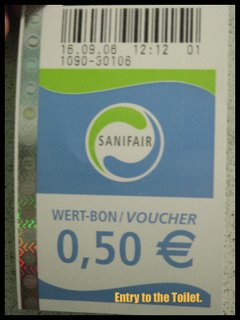 16.09.06 12:12 01
1090-30106
SANIFAIR
WERT-BON / VOUCHER
0,50 €
Entry to the Toilet.